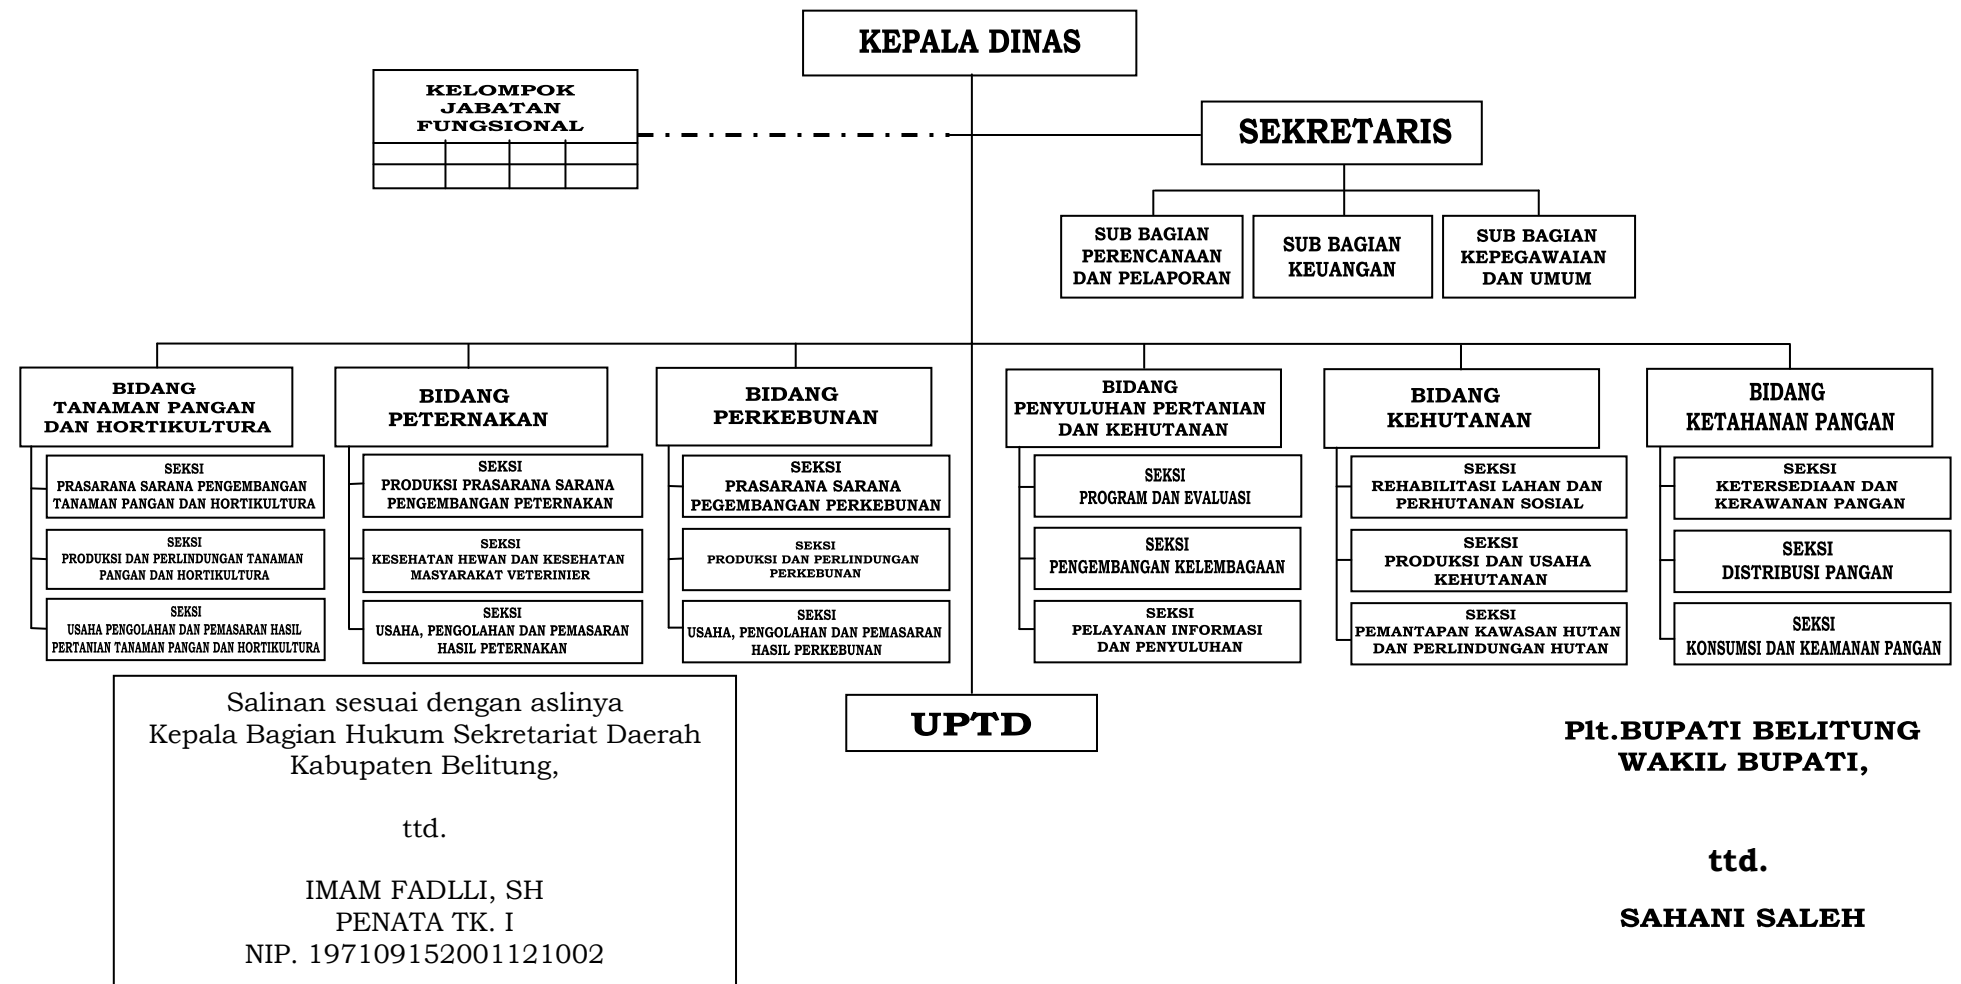 KEPALA DINAS
KELOMPOK
JABATAN
FUNGSIONAL
SEKRETARIS
SUB BAGIAN
PERENCANAAN
DAN PELAPORAN
SUB BAGIAN
KEUANGAN
SUB BAGIAN
KEPEGAWAIAN
DAN UMUM
BIDANG
TANAMAN PANGAN
DAN HORTIKULTURA
SEKSI
PRASARANA SARANA PENGEMBANGAN
TANAMAN PANGAN DAN HORTIKULTURA
SEKSI
PRODUKSI DAN PERLINDUNGAN TANAMAN
PANGAN DAN HORTIKULTURA
SEKSI
USAHA PENGOLAHAN DAN PEMASARAN HASIL
PERTANIAN TANAMAN PANGAN DAN HORTIKULTURA
BIDANG
PETERNAKAN
SEKSI
PRODUKSI PRASARANA SARANA
PENGEMBANGAN PETERNAKAN
SEKSI
KESEHATAN HEWAN DAN KESEHATAN
MASYARAKAT VETERINIER
SEKSI
USAHA, PENGOLAHAN DAN PEMASARAN
HASIL PETERNAKAN
BIDANG
PERKEBUNAN
SEKSI
PRASARANA SARANA
PEGEMBANGAN PERKEBUNAN
SEKSI
PRODUKSI DAN PERLINDUNGAN
PERKEBUNAN
SEKSI
USAHA, PENGOLAHAN DAN PEMASARAN
HASIL PERKEBUNAN
BIDANG
PENYULUHAN PERTANIAN
DAN KEHUTANAN
SEKSI
PROGRAM DAN EVALUASI
SEKSI
PENGEMBANGAN KELEMBAGAAN
SEKSI
PELAYANAN INFORMASI
DAN PENYULUHAN
BIDANG
KEHUTANAN
SEKSI
REHABILITASI LAHAN DAN
PERHUTANAN SOSIAL
SEKSI
PRODUKSI DAN USAHA
KEHUTANAN
SEKSI
PEMANTAPAN KAWASAN HUTAN
DAN PERLINDUNGAN HUTAN
BIDANG
KETAHANAN PANGAN
SEKSI
KETERSEDIAAN DAN
KERAWANAN PANGAN
SEKSI
DISTRIBUSI PANGAN
SEKSI
KONSUMSI DAN KEAMANAN PANGAN
UPTD
Salinan sesuai dengan aslinya
Kepala Bagian Hukum Sekretariat Daerah
Kabupaten Belitung,
ttd.
IMAM FADLLI, SH
PENATA TK. I
NIP. 197109152001121002
Plt.BUPATI BELITUNG
WAKIL BUPATI,
ttd.
SAHANI SALEH